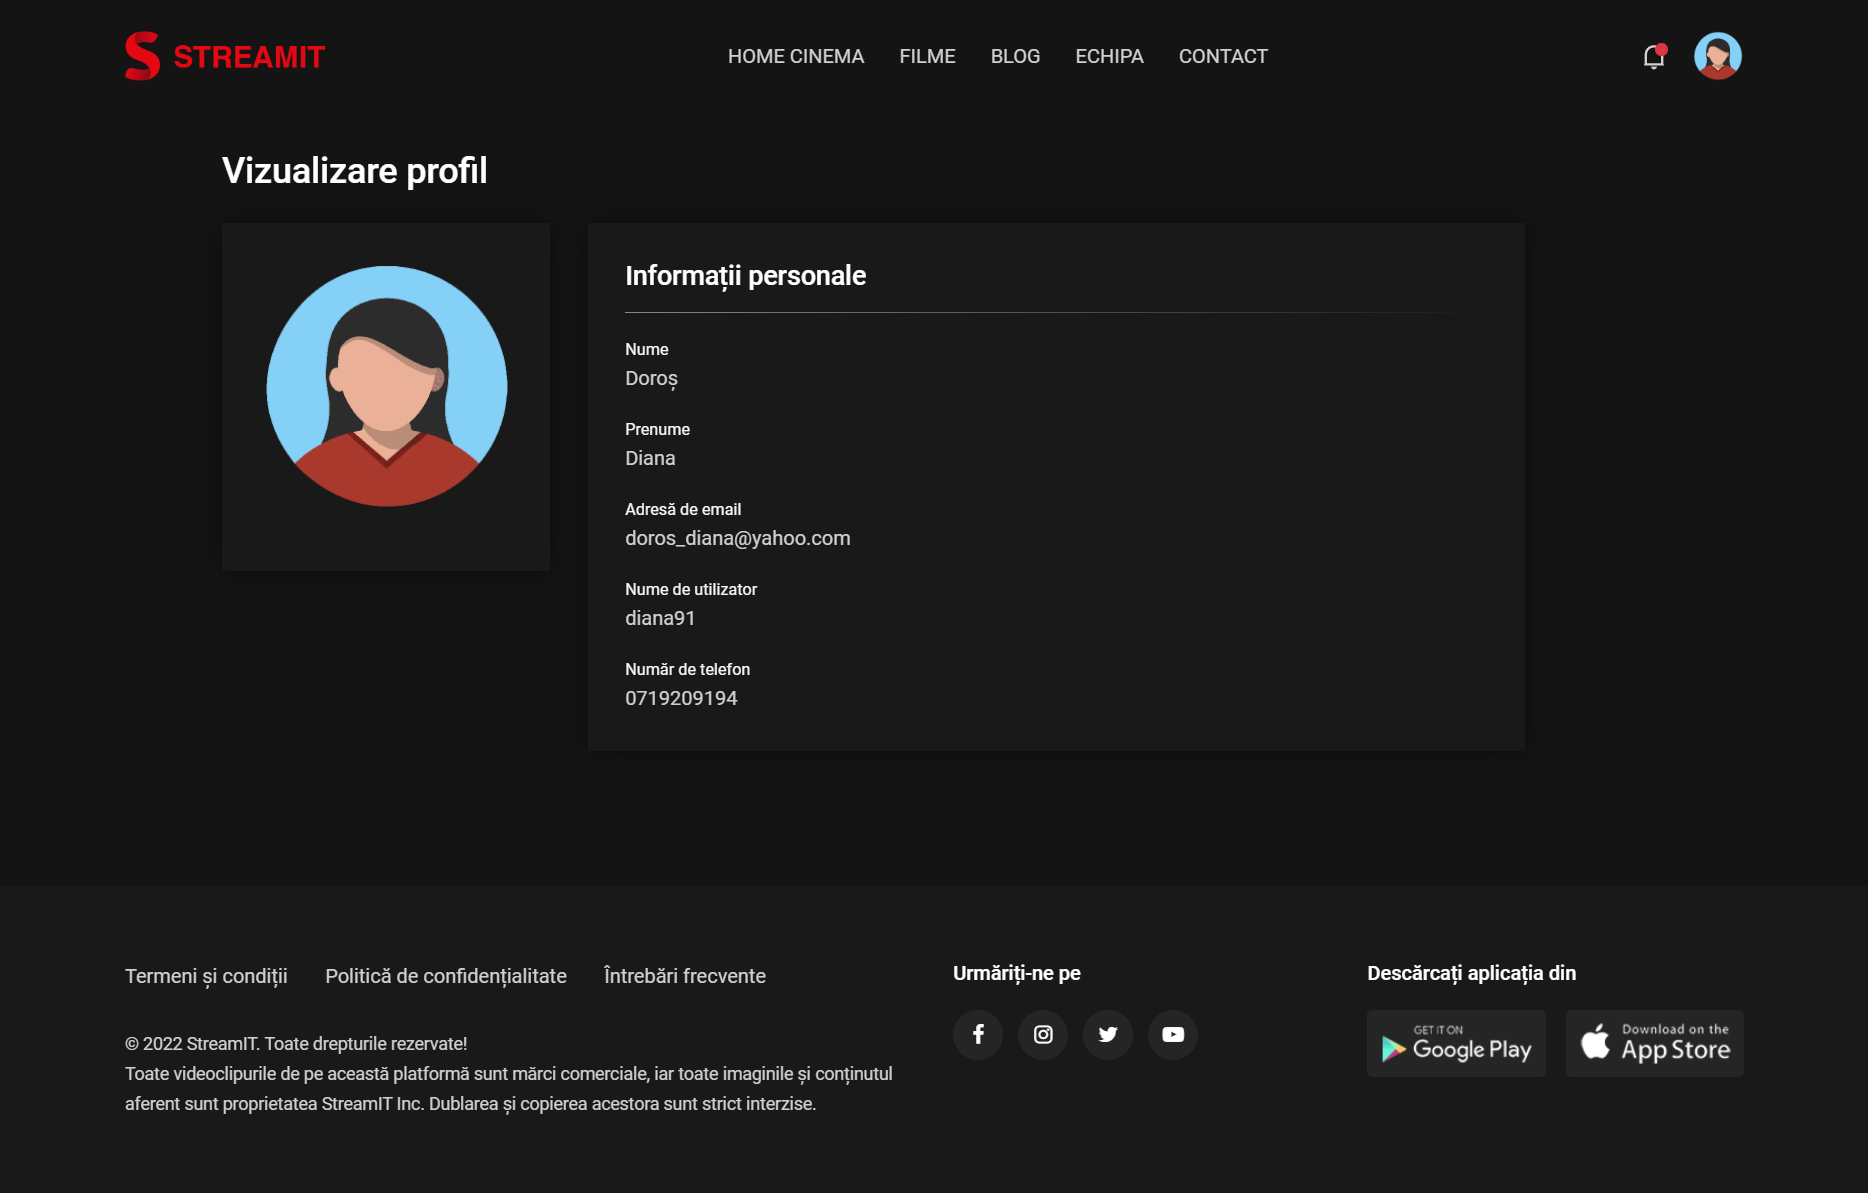 STREAMIT
HOME CINEMA FILME BLOG ECHIPA CONTACT
Vizualizare profil
Informații personale
Nume
Doroș
Prenume
Diana
Adresă de email
doros_diana@yahoo.com
Nume de utilizator
diana91
Număr de telefon
0719209194
Termeni și condiții Politică de confidențialitate Întrebări frecvente
© 2022 StreamIT. Toate drepturile rezervate!
Toate videoclipurile de pe această platformă sunt mărci comerciale, iar toate imaginile și conținutul
aferent sunt proprietatea StreamIT Inc. Dublarea și copierea acestora sunt strict interzise.
Urmăriți-ne pe
Descărcați aplicația din
GET IT ON
Google Play
Download on the
App Store